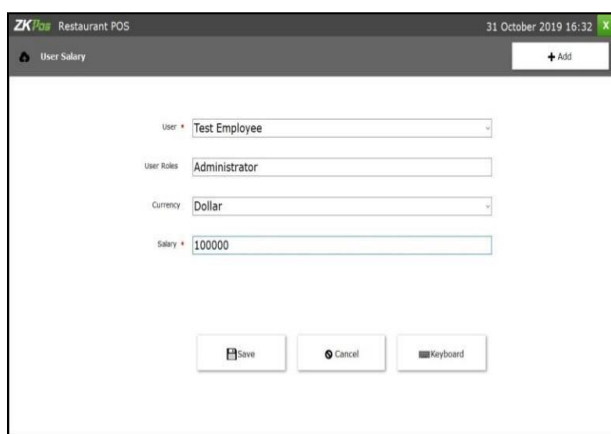 ZKPos Restaurant POS 31 October 2019 16:32 X
User Salary + Add
User * Test Employee
User Roles Administrator
Currency Dollar
Salary * 100000
Save Cancel Keyboard